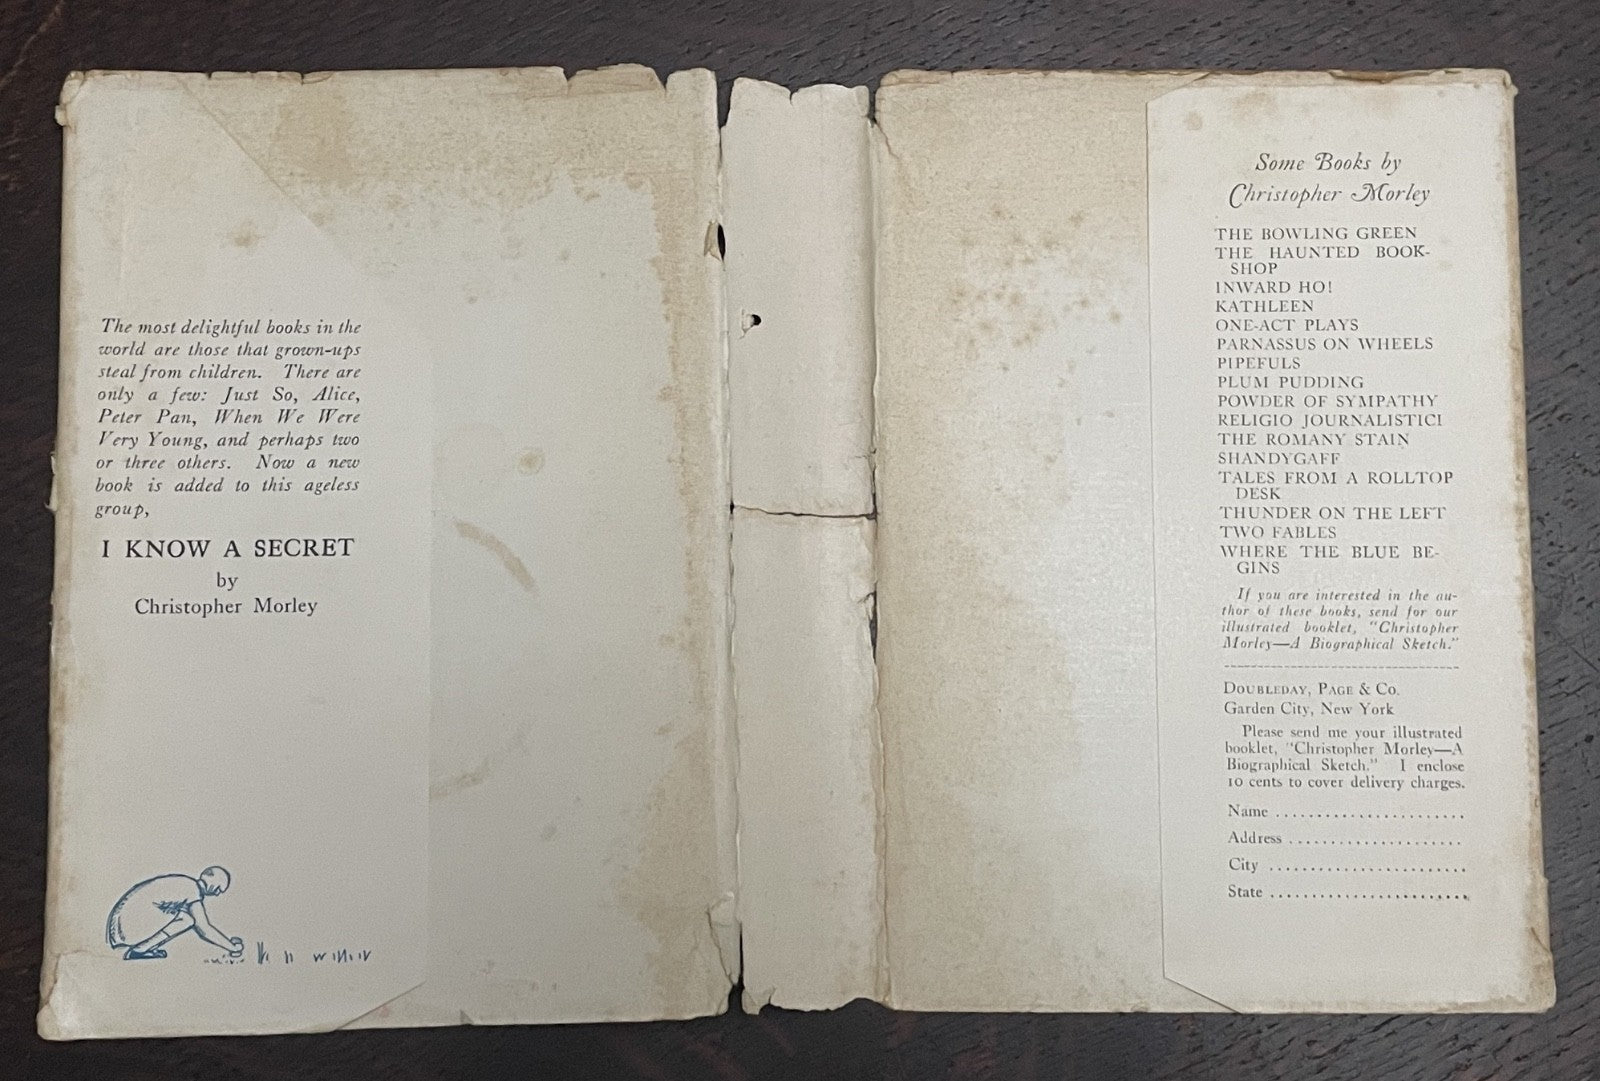 The most delightful books in the
world are those that grown-ups
steal from children. There are
only a few: Just So, Alice,
Peter Pan, When We Were
Very Young, and perhaps two
or three others. Now a new
book is added to this ageless
group,
I KNOW A SECRET
by
Christopher Morley
Some Books by
Christopher Morley
THE BOWLING GREEN
THE HAUNTED BOOK-
SHOP
INWARD HO!
KATHLEEN
ONE-ACT PLAYS
PARNASSUS ON WHEELS
PIPEFULS
PLUM PUDDING
POWDER OF SYMPATHY
RELIGIO JOURNALISTICI
THE ROMANY STAIN
SHANDYGAFF
TALES FROM A ROLLTOP
DESK
THUNDER ON THE LEFT
TWO FABLES
WHERE THE BLUE BE-
GINS
If you are interested in the au-
thor of these books, send for our
illustrated booklet, "Christopher
Morley—A Biographical Sketch."
DOUBLEDAY, PAGE & CO.
Garden City, New York
Please send me your illustrated
booklet, "Christopher Morley—A
Biographical Sketch." I enclose
10 cents to cover delivery charges.
Name ........................
Address .....................
City ........................
State ........................